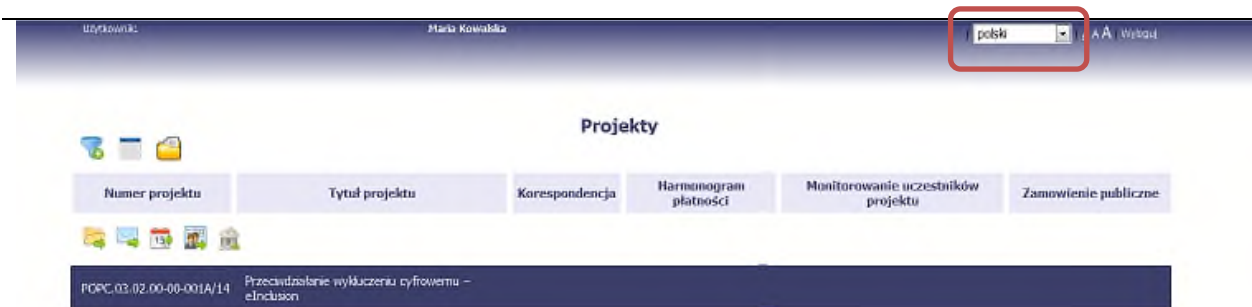 Użytkownik: Maria Kowalska | polski | A A A | Wyloguj
Projekty
Numer projektu Tytuł projektu Korespondencja Harmonogram płatności Monitorowanie uczestników projektu Zamowienie publiczne
POPC.03.02.00-00-001A/14 Przeciwdziałanie wykluczeniu cyfrowemu –
eInclusion